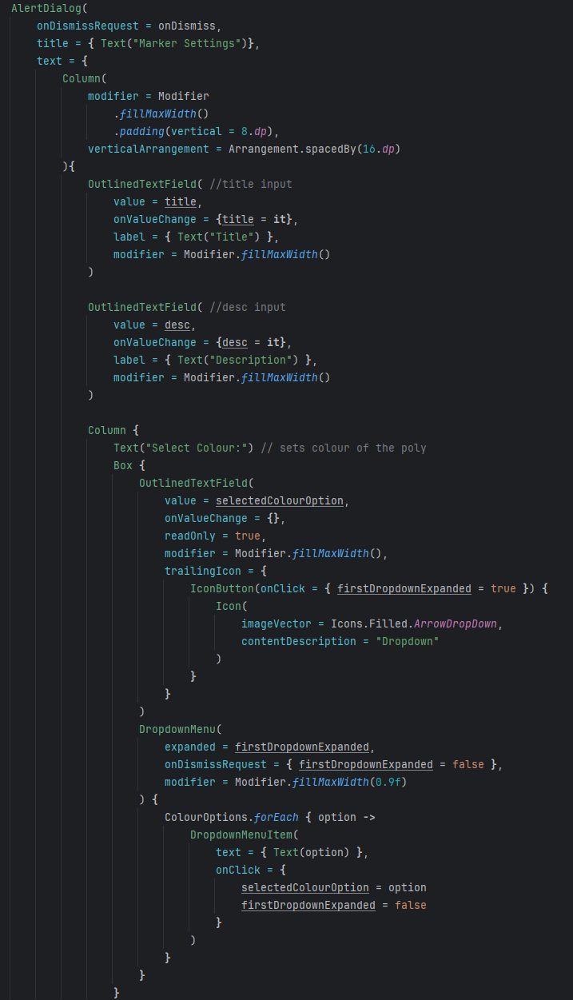 AlertDialog(
    onDismissRequest = onDismiss,
    title = { Text("Marker Settings")},
    text = {
        Column(
            modifier = Modifier
                .fillMaxWidth()
                .padding(vertical = 8.dp),
            verticalArrangement = Arrangement.spacedBy(16.dp)
        ){
            OutlinedTextField( //title input
                value = title,
                onValueChange = {title = it},
                label = { Text("Title") },
                modifier = Modifier.fillMaxWidth()
            )

            OutlinedTextField( //desc input
                value = desc,
                onValueChange = {desc = it},
                label = { Text("Description") },
                modifier = Modifier.fillMaxWidth()
            )

            Column {
                Text("Select Colour:") // sets colour of the poly
                Box {
                    OutlinedTextField(
                        value = selectedColourOption,
                        onValueChange = {},
                        readOnly = true,
                        modifier = Modifier.fillMaxWidth(),
                        trailingIcon = {
                            IconButton(onClick = { firstDropdownExpanded = true }) {
                                Icon(
                                    imageVector = Icons.Filled.ArrowDropDown,
                                    contentDescription = "Dropdown"
                                )
                            }
                        }
                    )
                    DropdownMenu(
                        expanded = firstDropdownExpanded,
                        onDismissRequest = { firstDropdownExpanded = false },
                        modifier = Modifier.fillMaxWidth(0.9f)
                    ) {
                        ColourOptions.forEach { option ->
                            DropdownMenuItem(
                                text = { Text(option) },
                                onClick = {
                                    selectedColourOption = option
                                    firstDropdownExpanded = false
                                }
                            )
                        }
                    }
                }